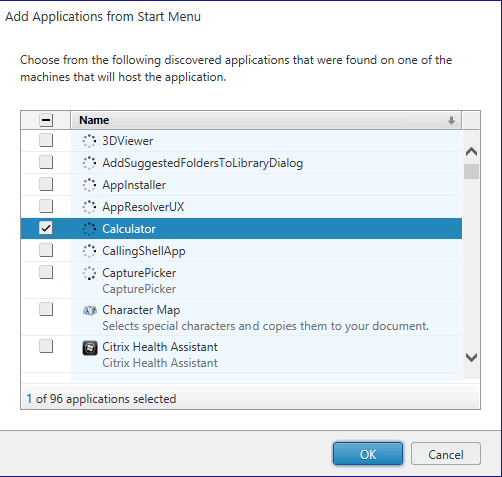 Add Applications from Start Menu
Choose from the following discovered applications that were found on one of the
machines that will host the application.
Name
3DViewer
AddSuggestedFoldersToLibraryDialog
AppInstaller
AppResolverUX
Calculator
CallingShellApp
CapturePicker
CapturePicker
Character Map
Selects special characters and copies them to your document.
Citrix Health Assistant
Citrix Health Assistant
1 of 96 applications selected
OK
Cancel